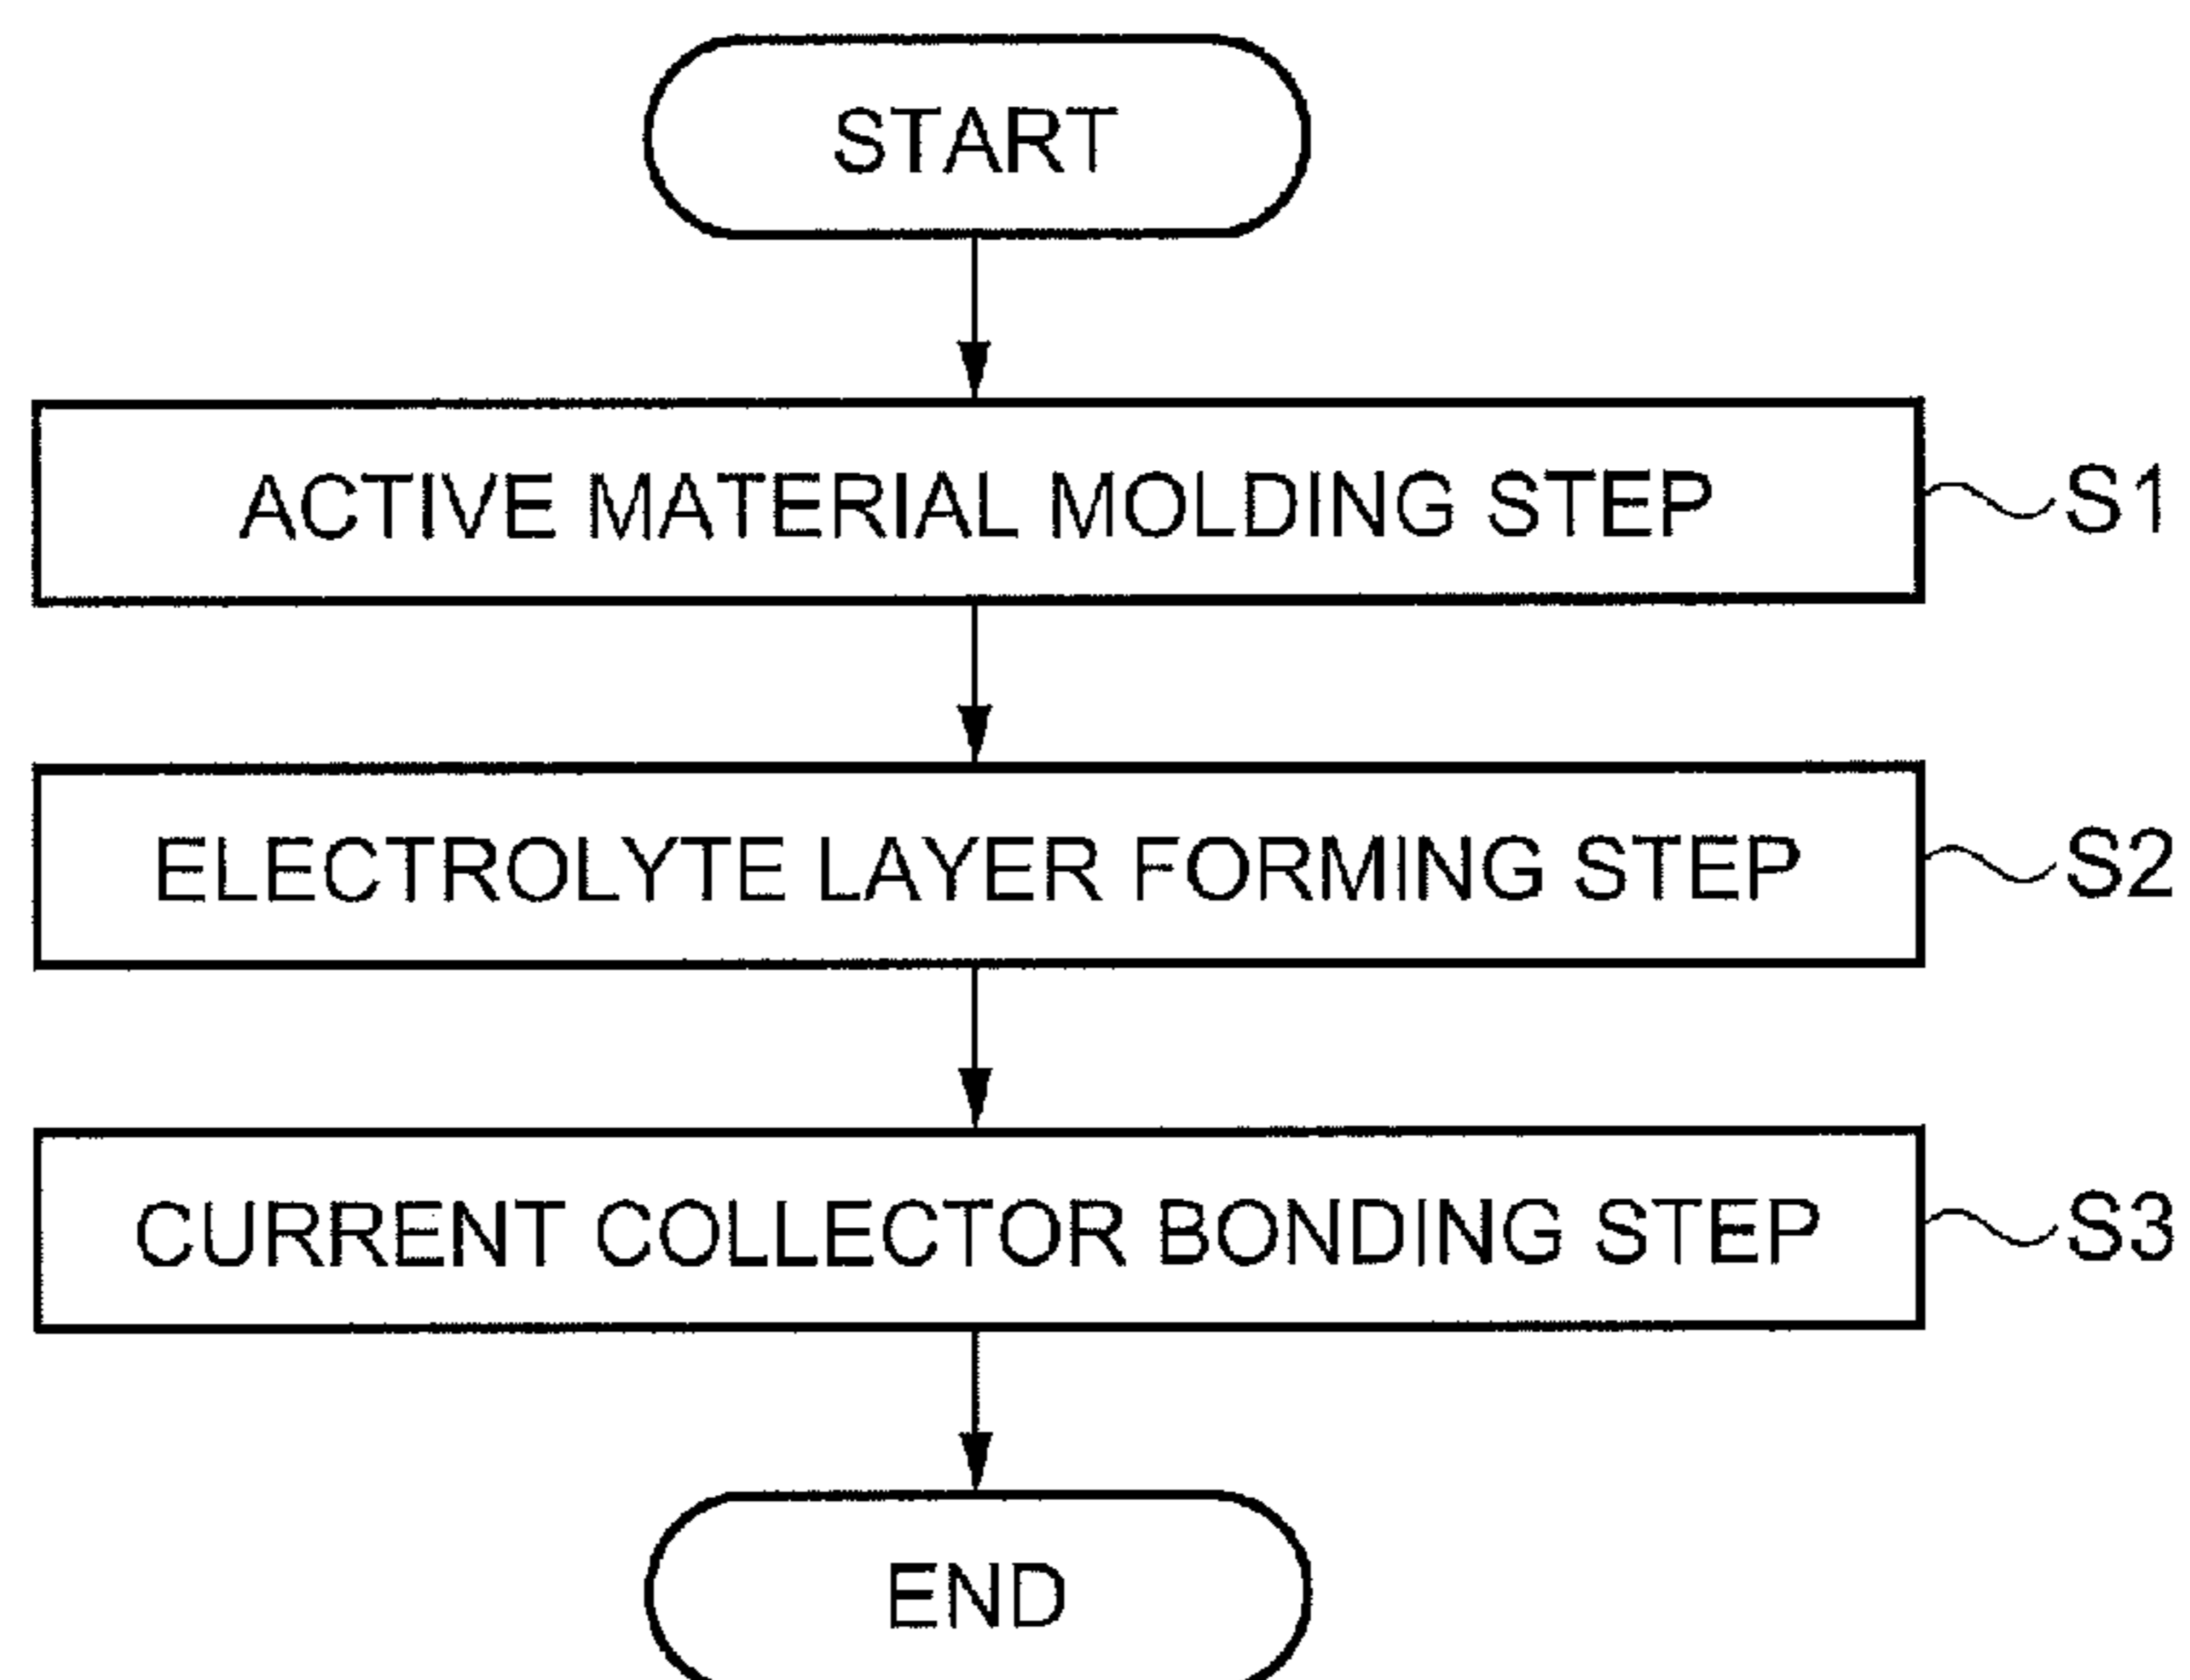 START
ACTIVE MATERIAL MOLDING STEP S1
ELECTROLYTE LAYER FORMING STEP S2
CURRENT COLLECTOR BONDING STEP S3
END